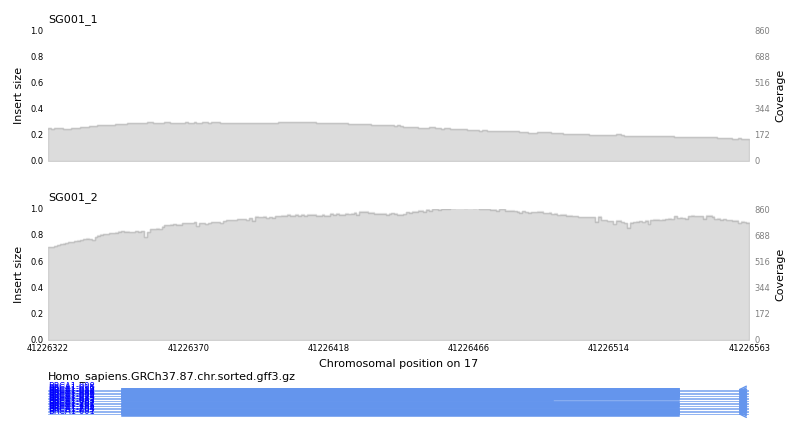 SG001_1
1.0
0.8
0.6
0.4
0.2
0.0
Insert size
860
688
516
344
172
0
Coverage
SG001_2
1.0
0.8
0.6
0.4
0.2
0.0
Insert size
860
688
516
344
172
0
Coverage
41226322 41226370 41226418 41226466 41226514 41226563
Chromosomal position on 17
Homo_sapiens.GRCh37.87.chr.sorted.gff3.gz